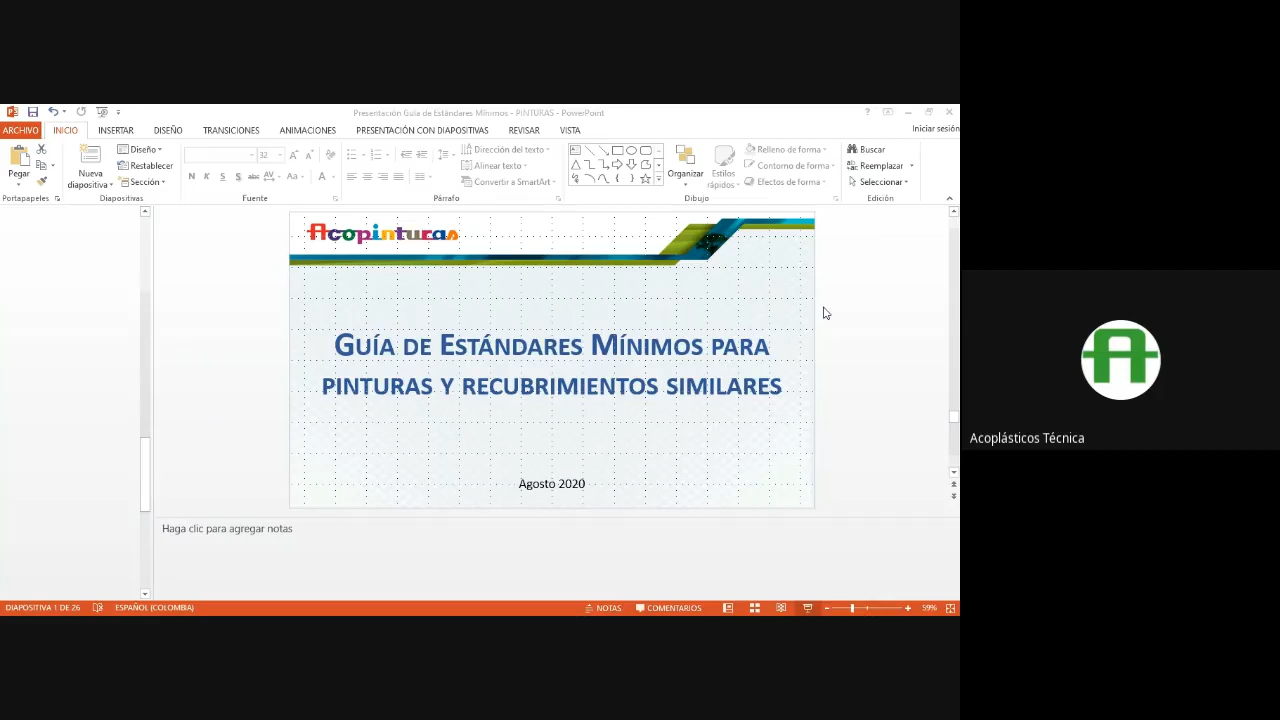 Presentación Guía de Estándares Mínimos - PINTURAS - PowerPoint
ARCHIVO INICIO INSERTAR DISEÑO TRANSICIONES ANIMACIONES PRESENTACIÓN CON DIAPOSITIVAS REVISAR VISTA Iniciar sesión
Pegar
Nueva diapositiva
Diseño
Restablecer
Sección
32
N K S S abc AV Aa A
Dirección del texto
Alinear texto
Convertir a SmartArt
Organizar
Estilos rápidos
Relleno de forma
Contorno de forma
Efectos de forma
Buscar
Reemplazar
Seleccionar
Portapapeles Diapositivas Fuente Párrafo Dibujo Edición
Acopinturas
GUÍA DE ESTÁNDARES MÍNIMOS PARA
PINTURAS Y RECUBRIMIENTOS SIMILARES
Agosto 2020
Haga clic para agregar notas
DIAPOSITIVA 1 DE 26 ESPAÑOL (COLOMBIA) NOTAS COMENTARIOS 59%
A
Acoplásticos Técnica